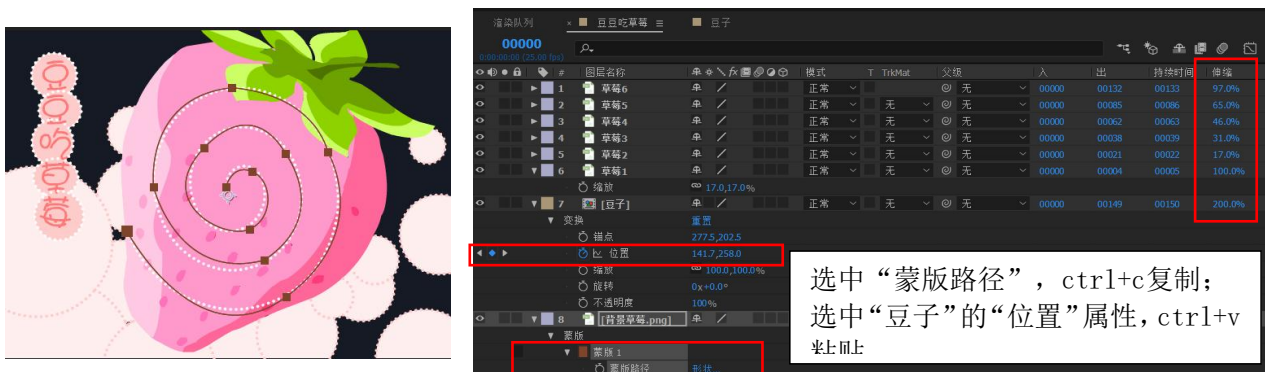 渲染队列 × 豆豆吃草莓 ≡ 豆子
00000
0:00:00:00 (25.00 fps)
# 图层名称 模式 T TrkMat 父级 入 出 持续时间 伸缩
1 草莓6 正常 无 00000 00132 00133 97.0%
2 草莓5 正常 无 无 00000 00085 00086 65.0%
3 草莓4 正常 无 无 00000 00062 00063 46.0%
4 草莓3 正常 无 无 00000 00038 00039 31.0%
5 草莓2 正常 无 无 00000 00021 00022 17.0%
6 草莓1 正常 无 无 00000 00004 00005 100.0%
缩放 17.0,17.0%
7 [豆子] 正常 无 无 00000 00149 00150 200.0%
变换 重置
锚点 277.5,202.5
位置 141.7,258.0
缩放 100.0,100.0%
旋转 0x+0.0°
不透明度 100%
8 [背景草莓.png]
蒙版
蒙版 1
蒙版路径 形状
选中“蒙版路径”，ctrl+c复制；
选中“豆子”的“位置”属性，ctrl+v
粘贴